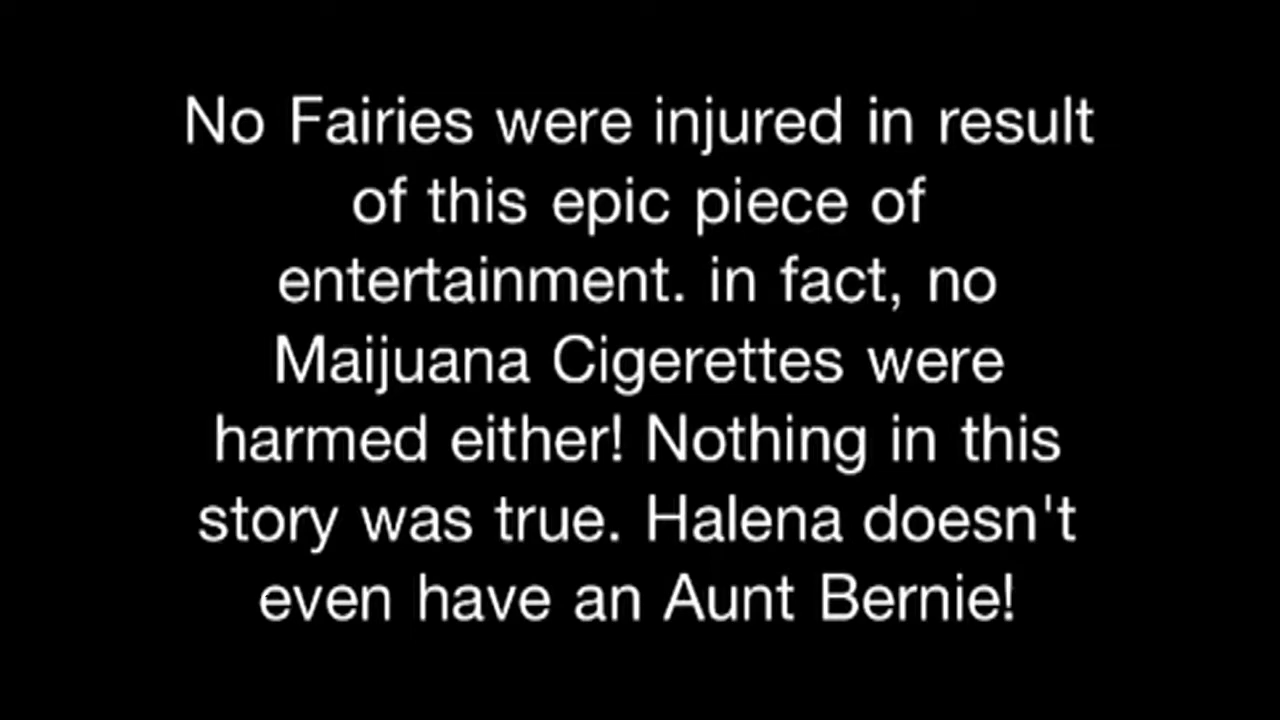 No Fairies were injured in result
of this epic piece of
entertainment. in fact, no
Maijuana Cigerettes were
harmed either! Nothing in this
story was true. Halena doesn't
even have an Aunt Bernie!